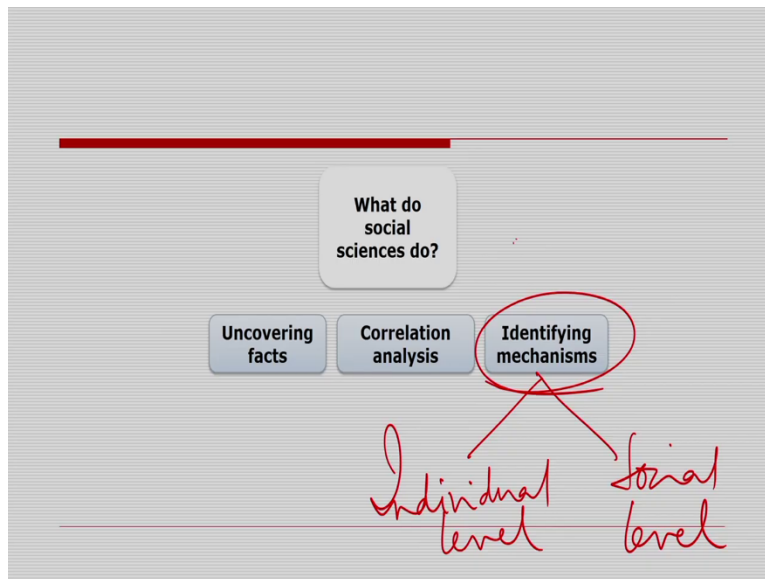 What do
social
sciences do?
Uncovering
facts
Correlation
analysis
Identifying
mechanisms
Individual
level
Social
level